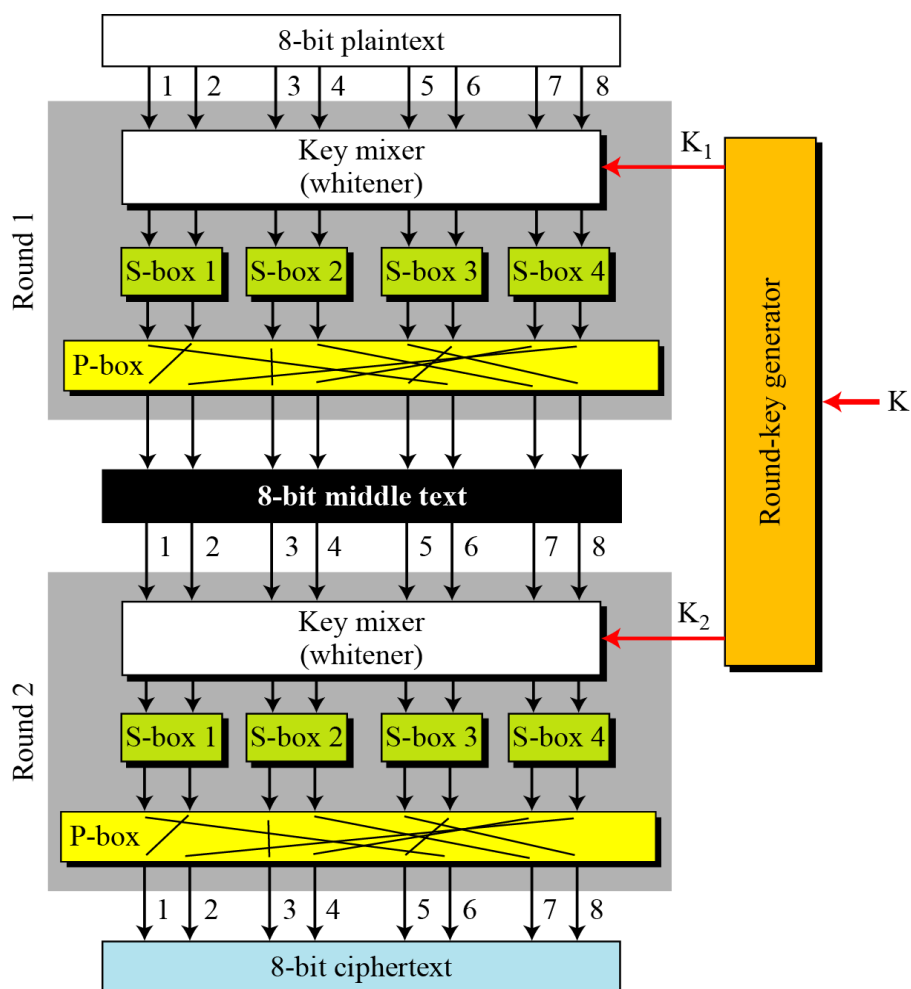 8-bit plaintext
1 2 3 4 5 6 7 8
Round 1
Key mixer
(whitener)
K1
S-box 1 S-box 2 S-box 3 S-box 4
P-box
Round-key generator
K
8-bit middle text
1 2 3 4 5 6 7 8
Round 2
Key mixer
(whitener)
K2
S-box 1 S-box 2 S-box 3 S-box 4
P-box
1 2 3 4 5 6 7 8
8-bit ciphertext